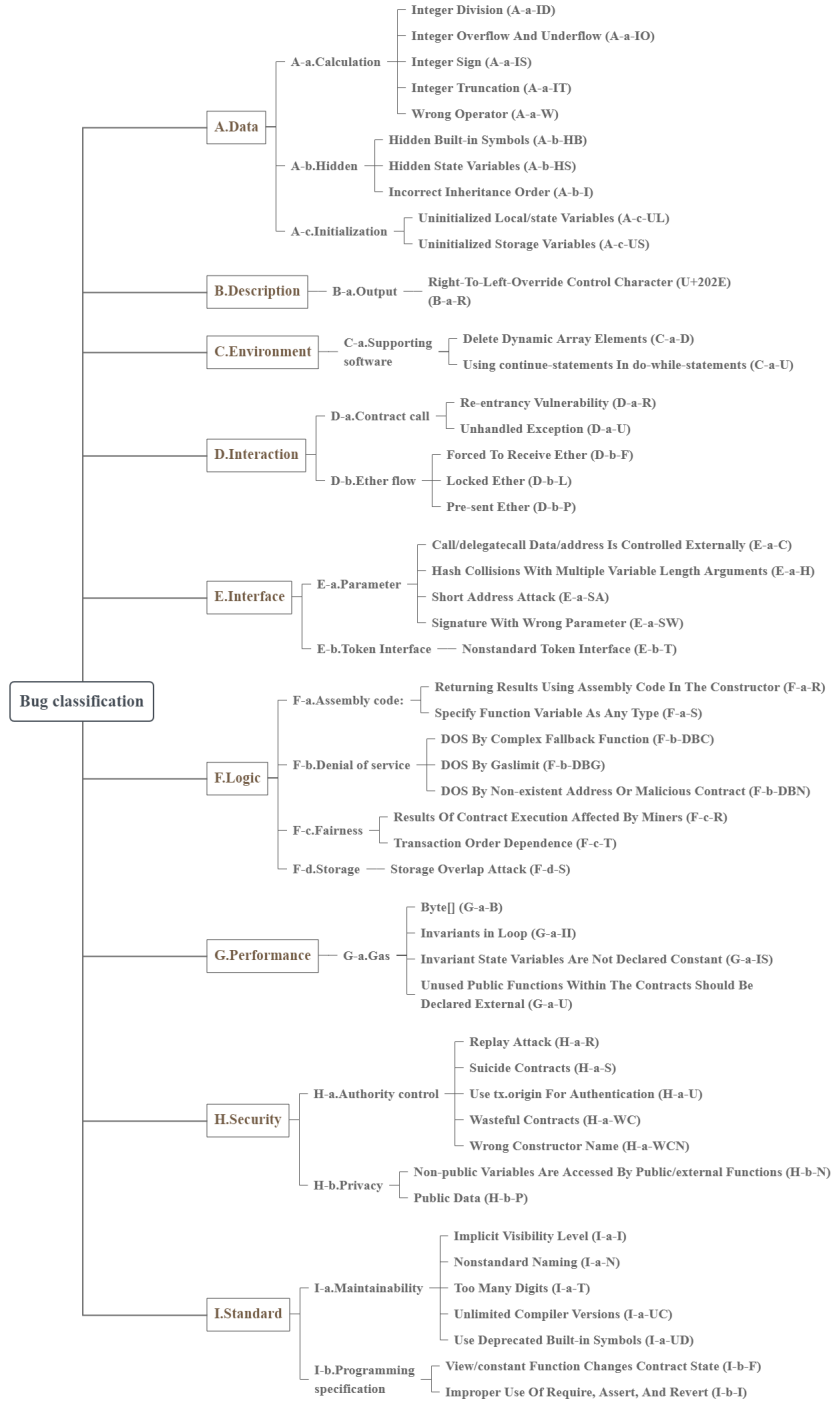 Bug classification
A.Data
A-a.Calculation
Integer Division (A-a-ID)
Integer Overflow And Underflow (A-a-IO)
Integer Sign (A-a-IS)
Integer Truncation (A-a-IT)
Wrong Operator (A-a-W)
A-b.Hidden
Hidden Built-in Symbols (A-b-HB)
Hidden State Variables (A-b-HS)
Incorrect Inheritance Order (A-b-I)
A-c.Initialization
Uninitialized Local/state Variables (A-c-UL)
Uninitialized Storage Variables (A-c-US)
B.Description
B-a.Output
Right-To-Left-Override Control Character (U+202E)
(B-a-R)
C.Environment
C-a.Supporting
software
Delete Dynamic Array Elements (C-a-D)
Using continue-statements In do-while-statements (C-a-U)
D.Interaction
D-a.Contract call
Re-entrancy Vulnerability (D-a-R)
Unhandled Exception (D-a-U)
D-b.Ether flow
Forced To Receive Ether (D-b-F)
Locked Ether (D-b-L)
Pre-sent Ether (D-b-P)
E.Interface
E-a.Parameter
Call/delegatecall Data/address Is Controlled Externally (E-a-C)
Hash Collisions With Multiple Variable Length Arguments (E-a-H)
Short Address Attack (E-a-SA)
Signature With Wrong Parameter (E-a-SW)
E-b.Token Interface
Nonstandard Token Interface (E-b-T)
F.Logic
F-a.Assembly code:
Returning Results Using Assembly Code In The Constructor (F-a-R)
Specify Function Variable As Any Type (F-a-S)
F-b.Denial of service
DOS By Complex Fallback Function (F-b-DBC)
DOS By Gaslimit (F-b-DBG)
DOS By Non-existent Address Or Malicious Contract (F-b-DBN)
F-c.Fairness
Results Of Contract Execution Affected By Miners (F-c-R)
Transaction Order Dependence (F-c-T)
F-d.Storage
Storage Overlap Attack (F-d-S)
G.Performance
G-a.Gas
Byte[] (G-a-B)
Invariants in Loop (G-a-II)
Invariant State Variables Are Not Declared Constant (G-a-IS)
Unused Public Functions Within The Contracts Should Be
Declared External (G-a-U)
H.Security
H-a.Authority control
Replay Attack (H-a-R)
Suicide Contracts (H-a-S)
Use tx.origin For Authentication (H-a-U)
Wasteful Contracts (H-a-WC)
Wrong Constructor Name (H-a-WCN)
H-b.Privacy
Non-public Variables Are Accessed By Public/external Functions (H-b-N)
Public Data (H-b-P)
I.Standard
I-a.Maintainability
Implicit Visibility Level (I-a-I)
Nonstandard Naming (I-a-N)
Too Many Digits (I-a-T)
Unlimited Compiler Versions (I-a-UC)
Use Deprecated Built-in Symbols (I-a-UD)
I-b.Programming
specification
View/constant Function Changes Contract State (I-b-F)
Improper Use Of Require, Assert, And Revert (I-b-I)